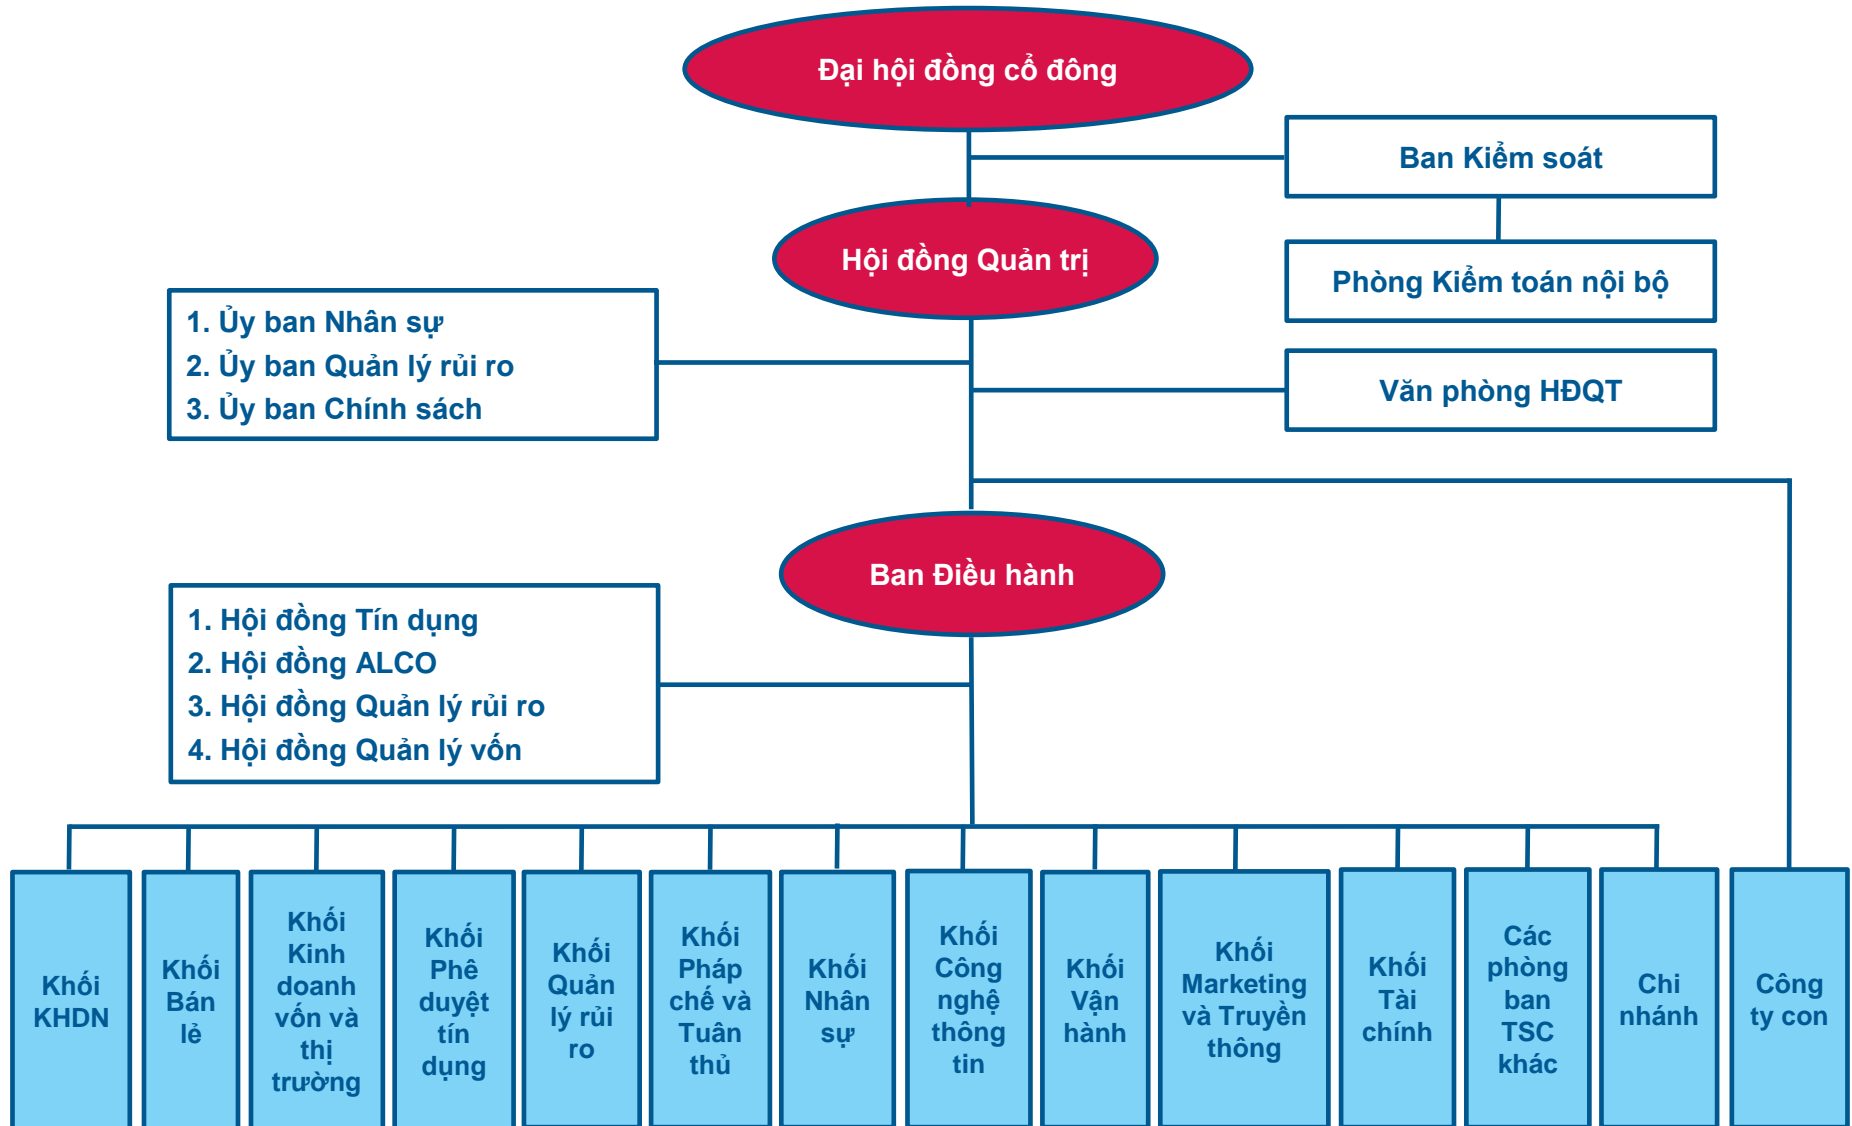 Đại hội đồng cổ đông
Ban Kiểm soát
Hội đồng Quản trị
Phòng Kiểm toán nội bộ
1. Ủy ban Nhân sự
2. Ủy ban Quản lý rủi ro
3. Ủy ban Chính sách
Văn phòng HĐQT
Ban Điều hành
1. Hội đồng Tín dụng
2. Hội đồng ALCO
3. Hội đồng Quản lý rủi ro
4. Hội đồng Quản lý vốn
Khối
KHDN
Khối
Bán
lẻ
Khối
Kinh
doanh
vốn và
thị
trường
Khối
Phê
duyệt
tín
dụng
Khối
Quản
lý rủi
ro
Khối
Pháp
chế và
Tuân
thủ
Khối
Nhân
sự
Khối
Công
nghệ
thông
tin
Khối
Vận
hành
Khối
Marketing
và Truyền
thông
Khối
Tài
chính
Các
phòng
ban
TSC
khác
Chi
nhánh
Công
ty con